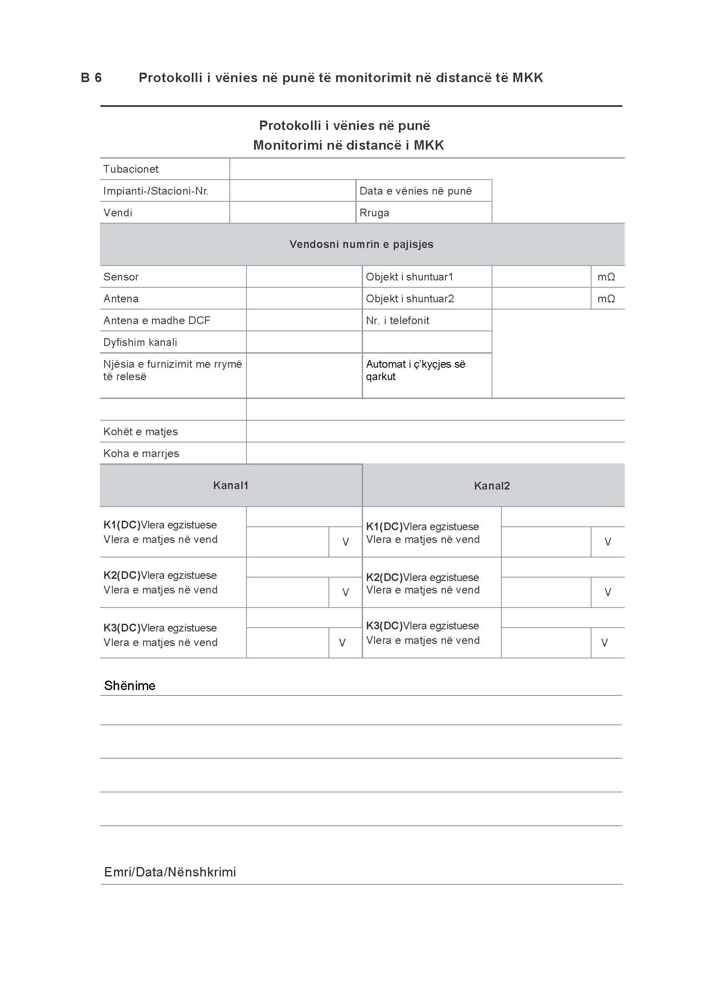 B 6 Protokolli i vënies në punë të monitorimit në distancë të MKK
Protokolli i vënies në punë
Monitorimi në distancë i MKK
Tubacionet
Impianti-/Stacioni-Nr. Data e vënies në punë
Vendi Rruga
Vendosni numrin e pajisjes
Sensor Objekt i shuntuar1 mΩ
Antena Objekt i shuntuar2 mΩ
Antena e madhe DCF Nr. i telefonit
Dyfishim kanali
Njësia e furnizimit me rrymë Automat i ç’kyçjes së
të relesë qarkut
Kohët e matjes
Koha e marrjes
Kanal1 Kanal2
K1(DC)Vlera egzistuese K1(DC)Vlera egzistuese
Vlera e matjes në vend V Vlera e matjes në vend V
K2(DC)Vlera egzistuese K2(DC)Vlera egzistuese
Vlera e matjes në vend V Vlera e matjes në vend V
K3(DC)Vlera egzistuese K3(DC)Vlera egzistuese
Vlera e matjes në vend V Vlera e matjes në vend V
Shënime
Emri/Data/Nënshkrimi